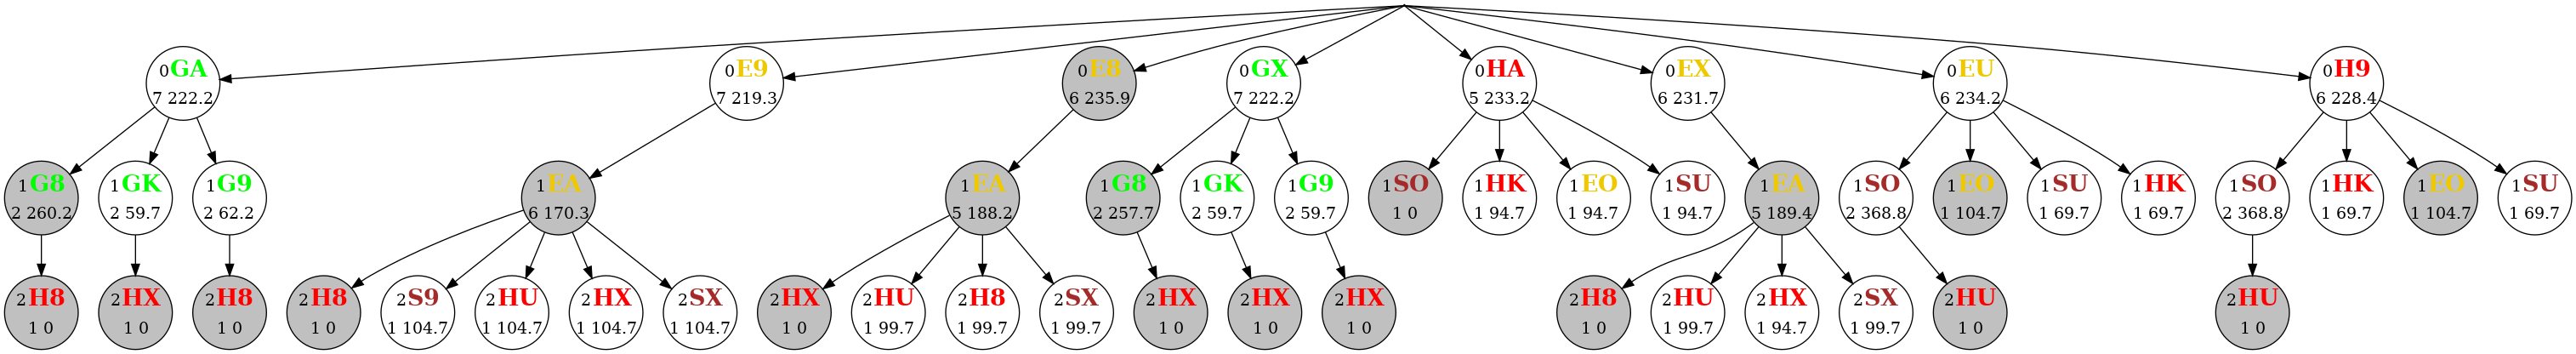 0GA
7 222.2
0E9
7 219.3
0E8
6 235.9
0GX
7 222.2
0HA
5 233.2
0EX
6 231.7
0EU
6 234.2
0H9
6 228.4
1G8
2 260.2
1GK
2 59.7
1G9
2 62.2
1EA
6 170.3
1EA
5 188.2
1G8
2 257.7
1GK
2 59.7
1G9
2 59.7
1SO
1 0
1HK
1 94.7
1EO
1 94.7
1SU
1 94.7
1EA
5 189.4
1SO
2 368.8
1EO
1 104.7
1SU
1 69.7
1HK
1 69.7
1SO
2 368.8
1HK
1 69.7
1EO
1 104.7
1SU
1 69.7
2H8
1 0
2HX
1 0
2H8
1 0
2H8
1 0
2S9
1 104.7
2HU
1 104.7
2HX
1 104.7
2SX
1 104.7
2HX
1 0
2HU
1 99.7
2H8
1 99.7
2SX
1 99.7
2HX
1 0
2HX
1 0
2HX
1 0
2H8
1 0
2HU
1 99.7
2HX
1 94.7
2SX
1 99.7
2HU
1 0
2HU
1 0